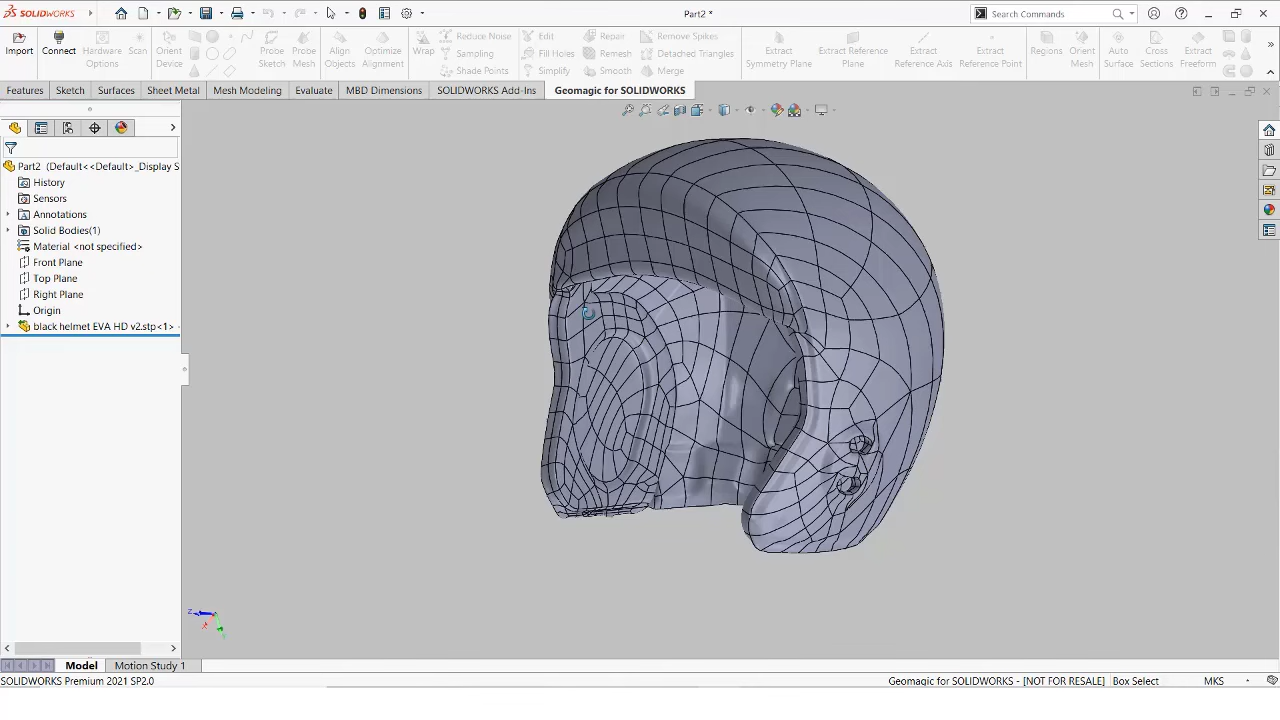 SOLIDWORKS
Part2 *
Search Commands
Import
Connect
Hardware Options
Scan
Orient Device
Probe Sketch
Probe Mesh
Align Objects
Optimize Alignment
Wrap
Reduce Noise
Sampling
Shade Points
Edit
Fill Holes
Simplify
Repair
Remesh
Smooth
Remove Spikes
Detached Triangles
Merge
Extract Symmetry Plane
Extract Reference Plane
Extract Reference Axis
Extract Reference Point
Regions
Orient Mesh
Auto Surface
Cross Sections
Extract Freeform
Features
Sketch
Surfaces
Sheet Metal
Mesh Modeling
Evaluate
MBD Dimensions
SOLIDWORKS Add-Ins
Geomagic for SOLIDWORKS
Part2 (Default<<Default>_Display S
History
Sensors
Annotations
Solid Bodies(1)
Material <not specified>
Front Plane
Top Plane
Right Plane
Origin
black helmet EVA HD v2.stp<1> -
Z
X
Y
Model
Motion Study 1
SOLIDWORKS Premium 2021 SP2.0
Geomagic for SOLIDWORKS - [NOT FOR RESALE]
Box Select
MKS